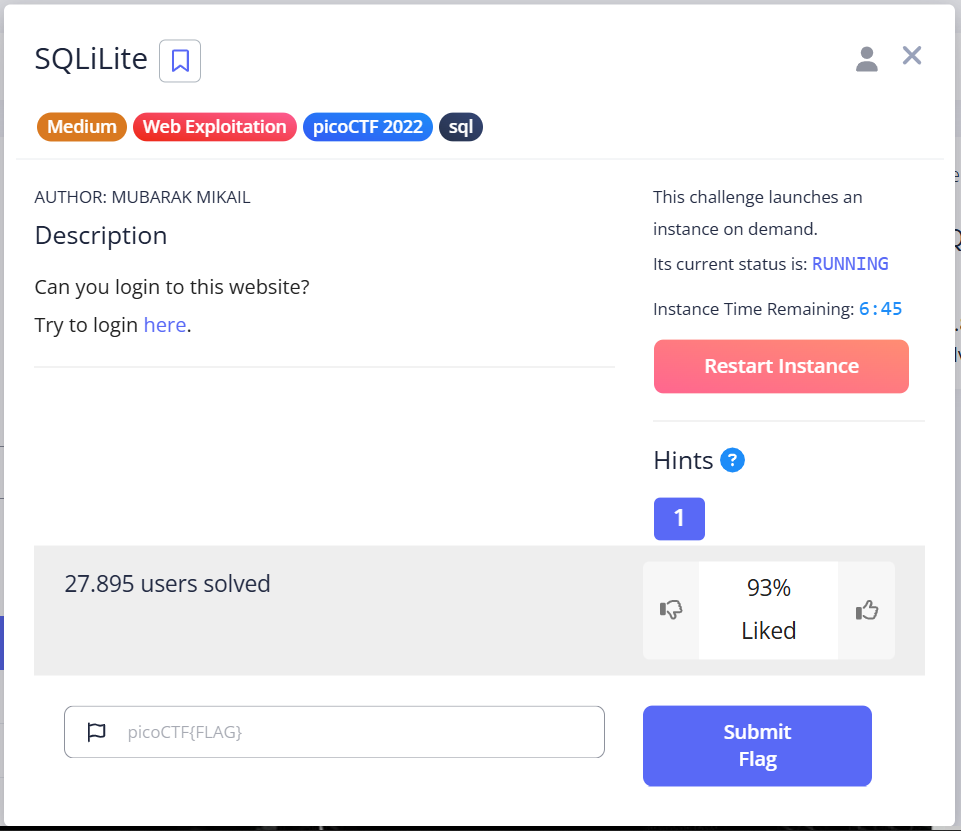 SQLiLite
Medium
Web Exploitation
picoCTF 2022
sql
AUTHOR: MUBARAK MIKAIL
Description
Can you login to this website?
Try to login here.
This challenge launches an
instance on demand.
Its current status is: RUNNING
Instance Time Remaining: 6:45
Restart Instance
Hints ?
1
27.895 users solved
93%
Liked
picoCTF{FLAG}
Submit
Flag